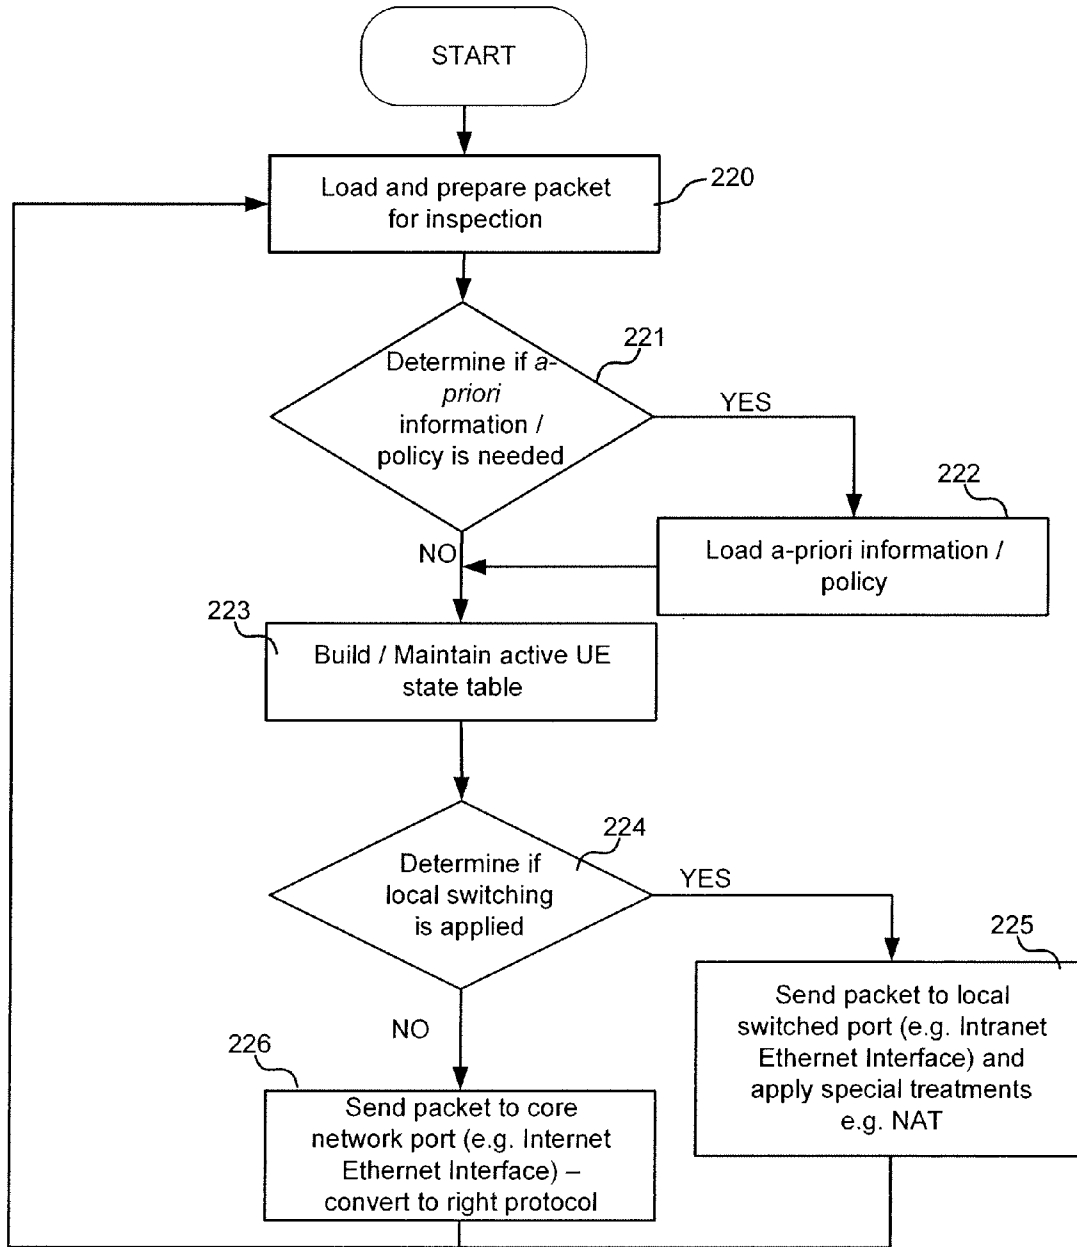 START
Load and prepare packet
for inspection
220
Determine if a-
priori
information /
policy is needed
221
YES
222
Load a-priori information /
policy
NO
223
Build / Maintain active UE
state table
224
Determine if
local switching
is applied
YES
225
Send packet to local
switched port (e.g. Intranet
Ethernet Interface) and
apply special treatments
e.g. NAT
NO
226
Send packet to core
network port (e.g. Internet
Ethernet Interface) –
convert to right protocol